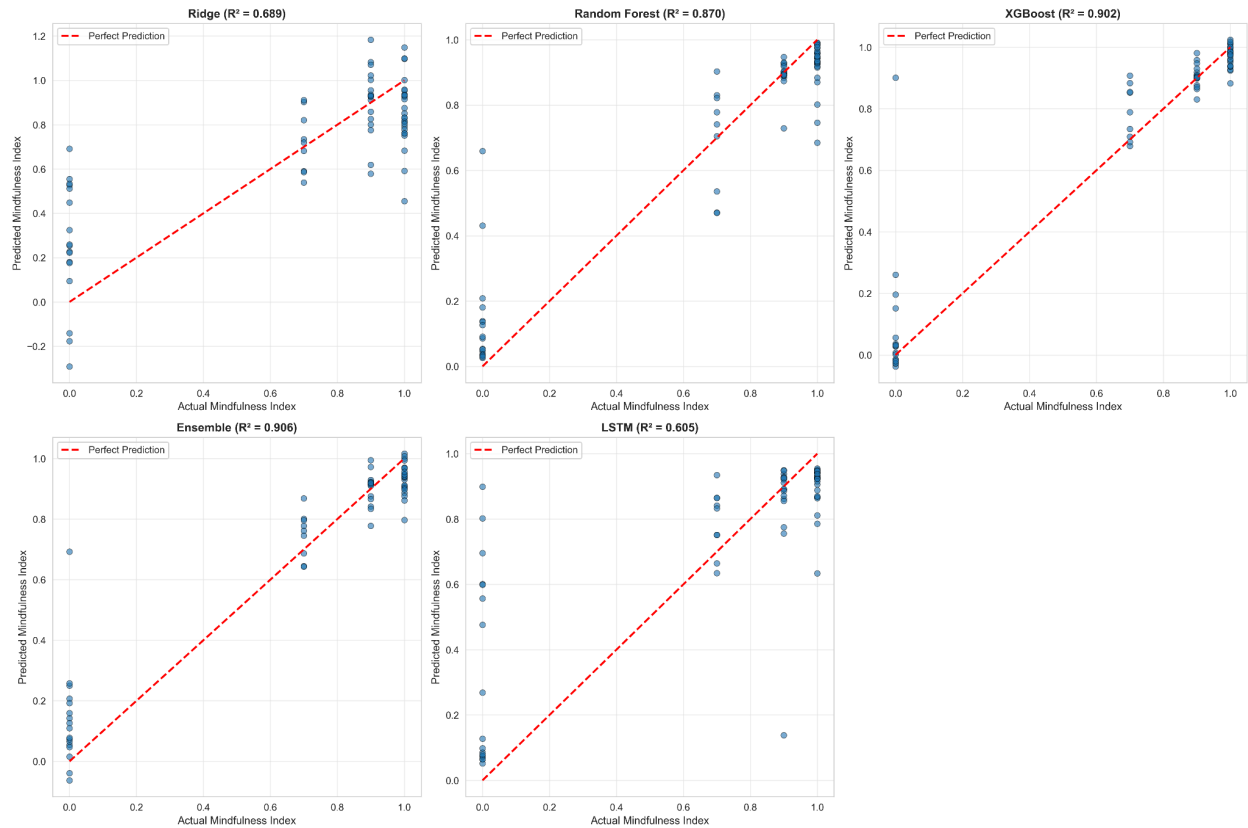 Ridge (R² = 0.689)
Perfect Prediction
Predicted Mindfulness Index
1.2
1.0
0.8
0.6
0.4
0.2
0.0
−0.2
0.0 0.2 0.4 0.6 0.8 1.0
Actual Mindfulness Index
Random Forest (R² = 0.870)
Perfect Prediction
Predicted Mindfulness Index
1.0
0.8
0.6
0.4
0.2
0.0
0.0 0.2 0.4 0.6 0.8 1.0
Actual Mindfulness Index
XGBoost (R² = 0.902)
Perfect Prediction
Predicted Mindfulness Index
1.0
0.8
0.6
0.4
0.2
0.0
0.0 0.2 0.4 0.6 0.8 1.0
Actual Mindfulness Index
Ensemble (R² = 0.906)
Perfect Prediction
Predicted Mindfulness Index
1.0
0.8
0.6
0.4
0.2
0.0
0.0 0.2 0.4 0.6 0.8 1.0
Actual Mindfulness Index
LSTM (R² = 0.605)
Perfect Prediction
Predicted Mindfulness Index
1.0
0.8
0.6
0.4
0.2
0.0
0.0 0.2 0.4 0.6 0.8 1.0
Actual Mindfulness Index